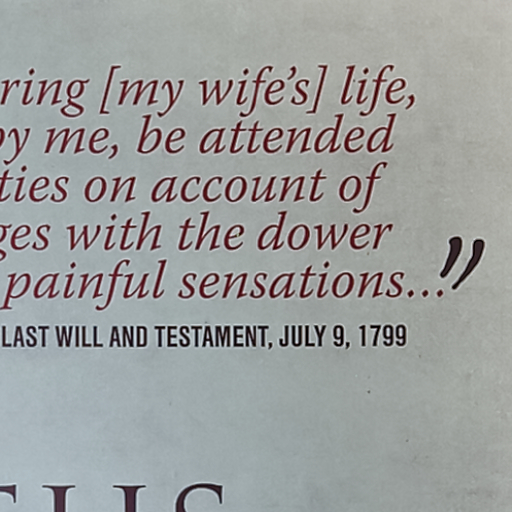 ring [my wife's] life,
by me, be attended
ties on account of
ges with the dower
painful sensations..."
LAST WILL AND TESTAMENT, JULY 9, 1799